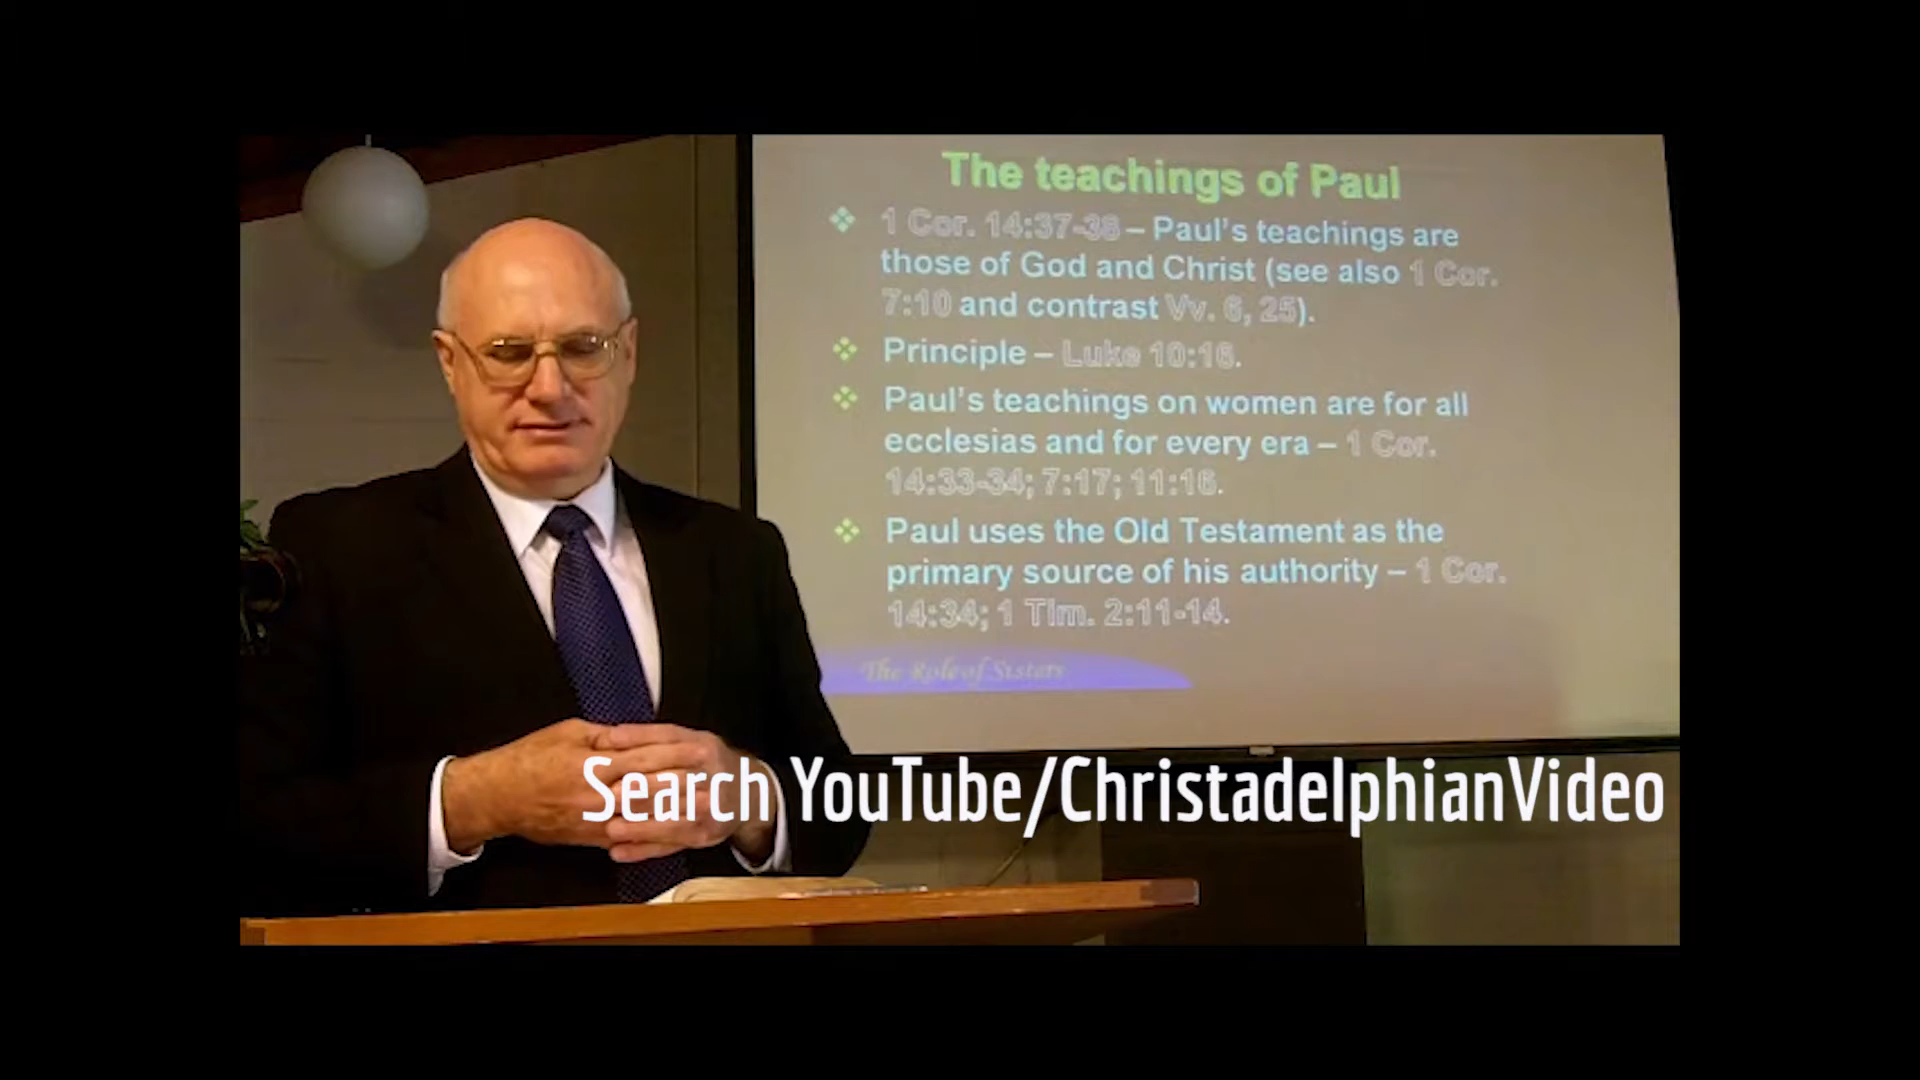 The teachings of Paul
❖ 1 Cor. 14:37-38 – Paul's teachings are
those of God and Christ (see also 1 Cor.
7:10 and contrast Vv. 6, 25).
❖ Principle – Luke 10:16.
❖ Paul's teachings on women are for all
ecclesias and for every era – 1 Cor.
14:33-34; 7:17; 11:16.
❖ Paul uses the Old Testament as the
primary source of his authority – 1 Cor.
14:34; 1 Tim. 2:11-14.
The Role of Sisters
Search YouTube/ChristadelphianVideo